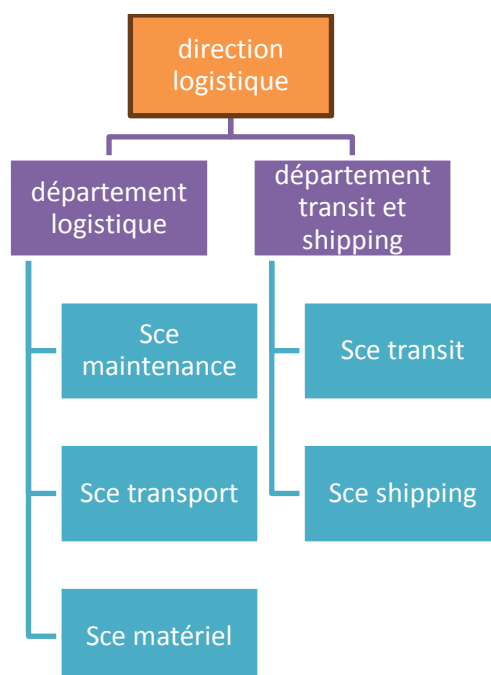 direction
logistique
département
logistique
département
transit et
shipping
Sce
maintenance
Sce transit
Sce transport
Sce shipping
Sce matériel